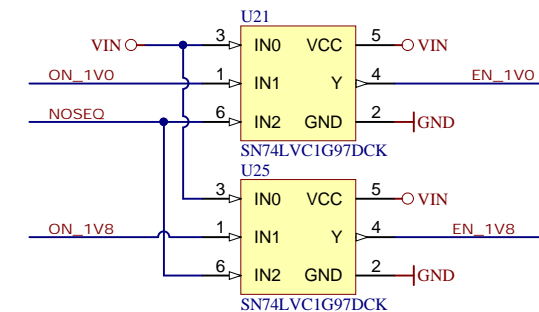 U21
VIN 3 IN0 VCC 5 VIN
ON_1V0 1 IN1 Y 4 EN_1V0
NOSEQ 6 IN2 GND 2 GND
SN74LVC1G97DCK
U25
3 IN0 VCC 5 VIN
ON_1V8 1 IN1 Y 4 EN_1V8
6 IN2 GND 2 GND
SN74LVC1G97DCK